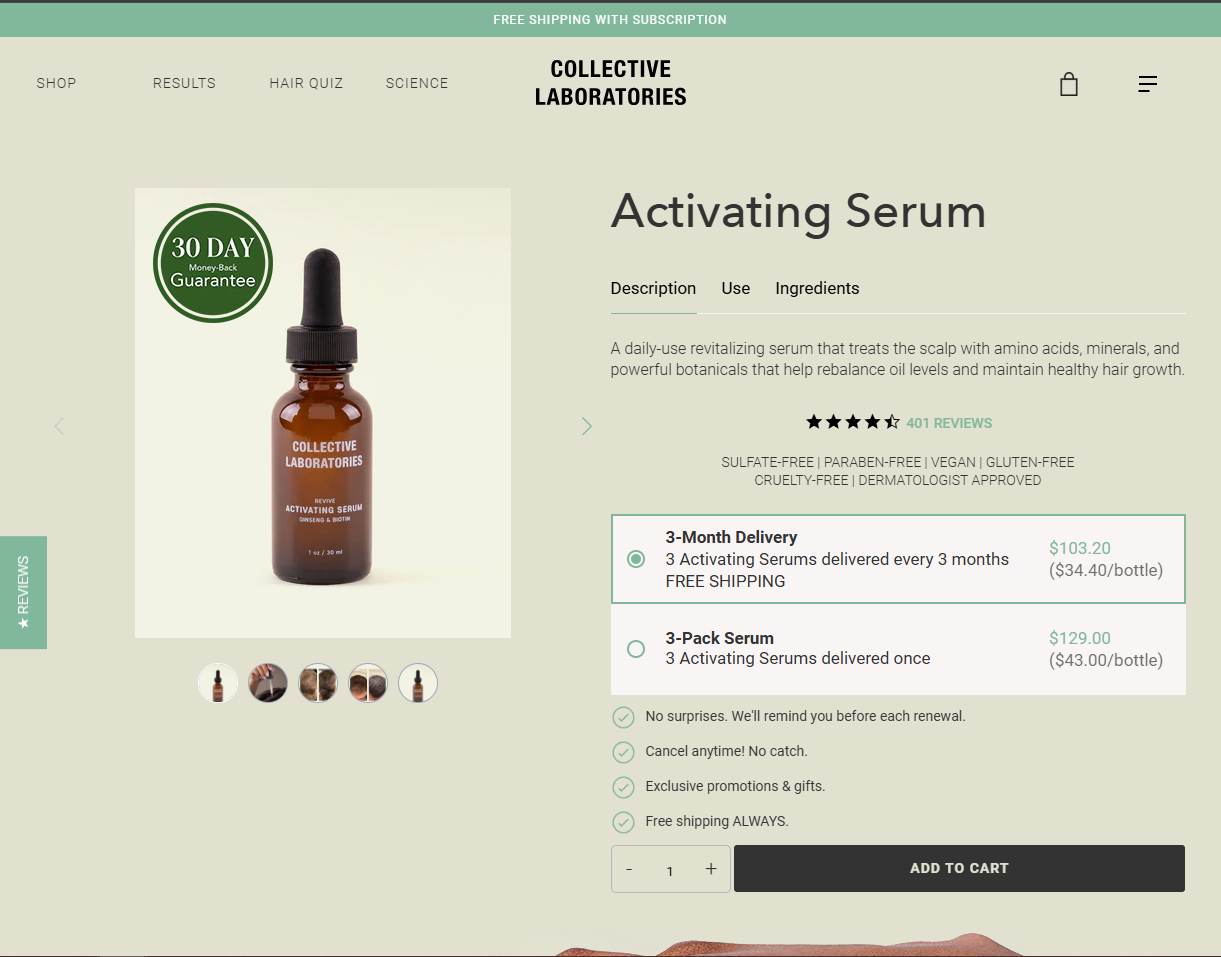 FREE SHIPPING WITH SUBSCRIPTION
SHOP
RESULTS
HAIR QUIZ
SCIENCE
COLLECTIVE
LABORATORIES
30 DAY
Money-Back
Guarantee
COLLECTIVE
LABORATORIES
REVIVE
ACTIVATING SERUM
GINSENG & BIOTIN
1 oz / 30 ml
★ REVIEWS
Activating Serum
Description
Use
Ingredients
A daily-use revitalizing serum that treats the scalp with amino acids, minerals, and
powerful botanicals that help rebalance oil levels and maintain healthy hair growth.
401 REVIEWS
SULFATE-FREE | PARABEN-FREE | VEGAN | GLUTEN-FREE
CRUELTY-FREE | DERMATOLOGIST APPROVED
3-Month Delivery
3 Activating Serums delivered every 3 months
FREE SHIPPING
$103.20
($34.40/bottle)
3-Pack Serum
3 Activating Serums delivered once
$129.00
($43.00/bottle)
No surprises. We'll remind you before each renewal.
Cancel anytime! No catch.
Exclusive promotions & gifts.
Free shipping ALWAYS.
- 1 +
ADD TO CART